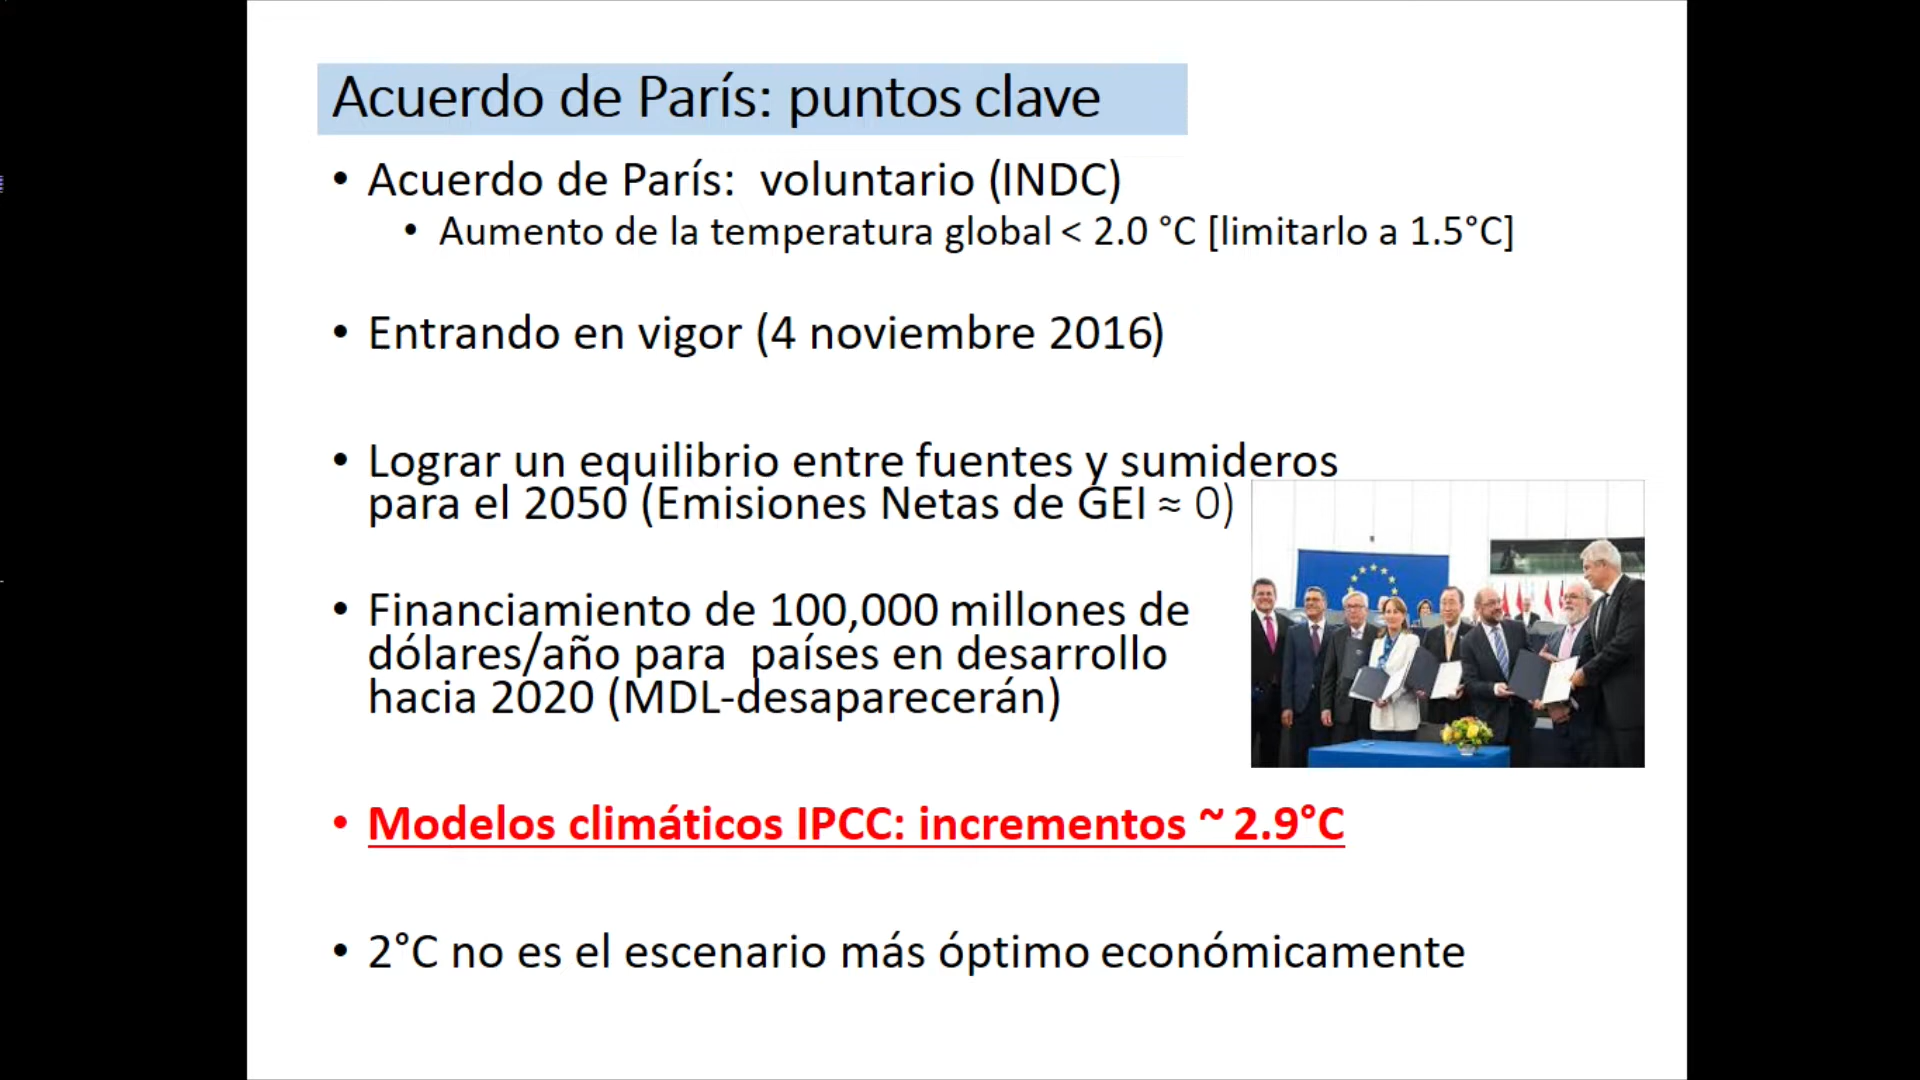 Acuerdo de París: puntos clave
• Acuerdo de París: voluntario (INDC)
• Aumento de la temperatura global < 2.0 °C [limitarlo a 1.5°C]
• Entrando en vigor (4 noviembre 2016)
• Lograr un equilibrio entre fuentes y sumideros
para el 2050 (Emisiones Netas de GEI ≈ 0)
• Financiamiento de 100,000 millones de
dólares/año para países en desarrollo
hacia 2020 (MDL-desaparecerán)
• Modelos climáticos IPCC: incrementos ~ 2.9°C
• 2°C no es el escenario más óptimo económicamente